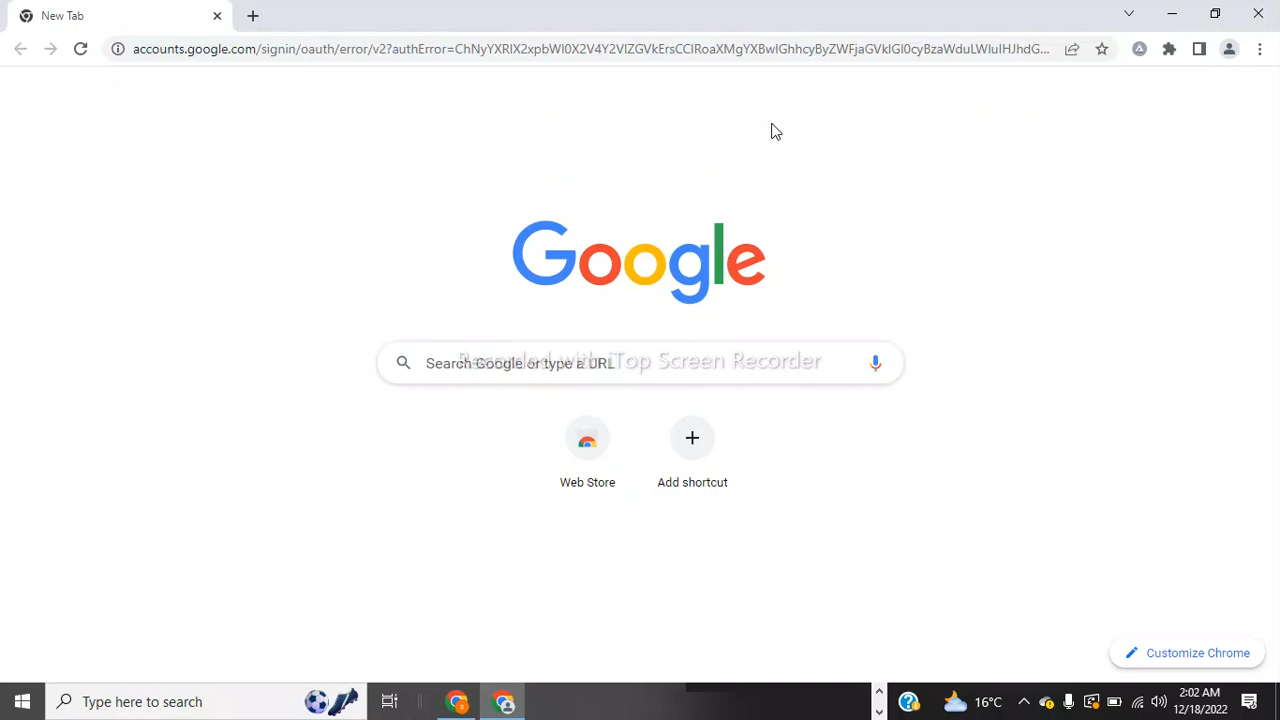 New Tab
accounts.google.com/signin/oauth/error/v2?authError=ChNyYXRlX2xpbWl0X2V4Y2VlZGVkErsCClRoaXMgYXBwIGhhcyByZWFjaGVkIGl0cyBzaWduLWluIHJhdG...
Google
Search Google or type a URL
Recorded with iTop Screen Recorder
Web Store
Add shortcut
Customize Chrome
Type here to search
16°C
2:02 AM
12/18/2022